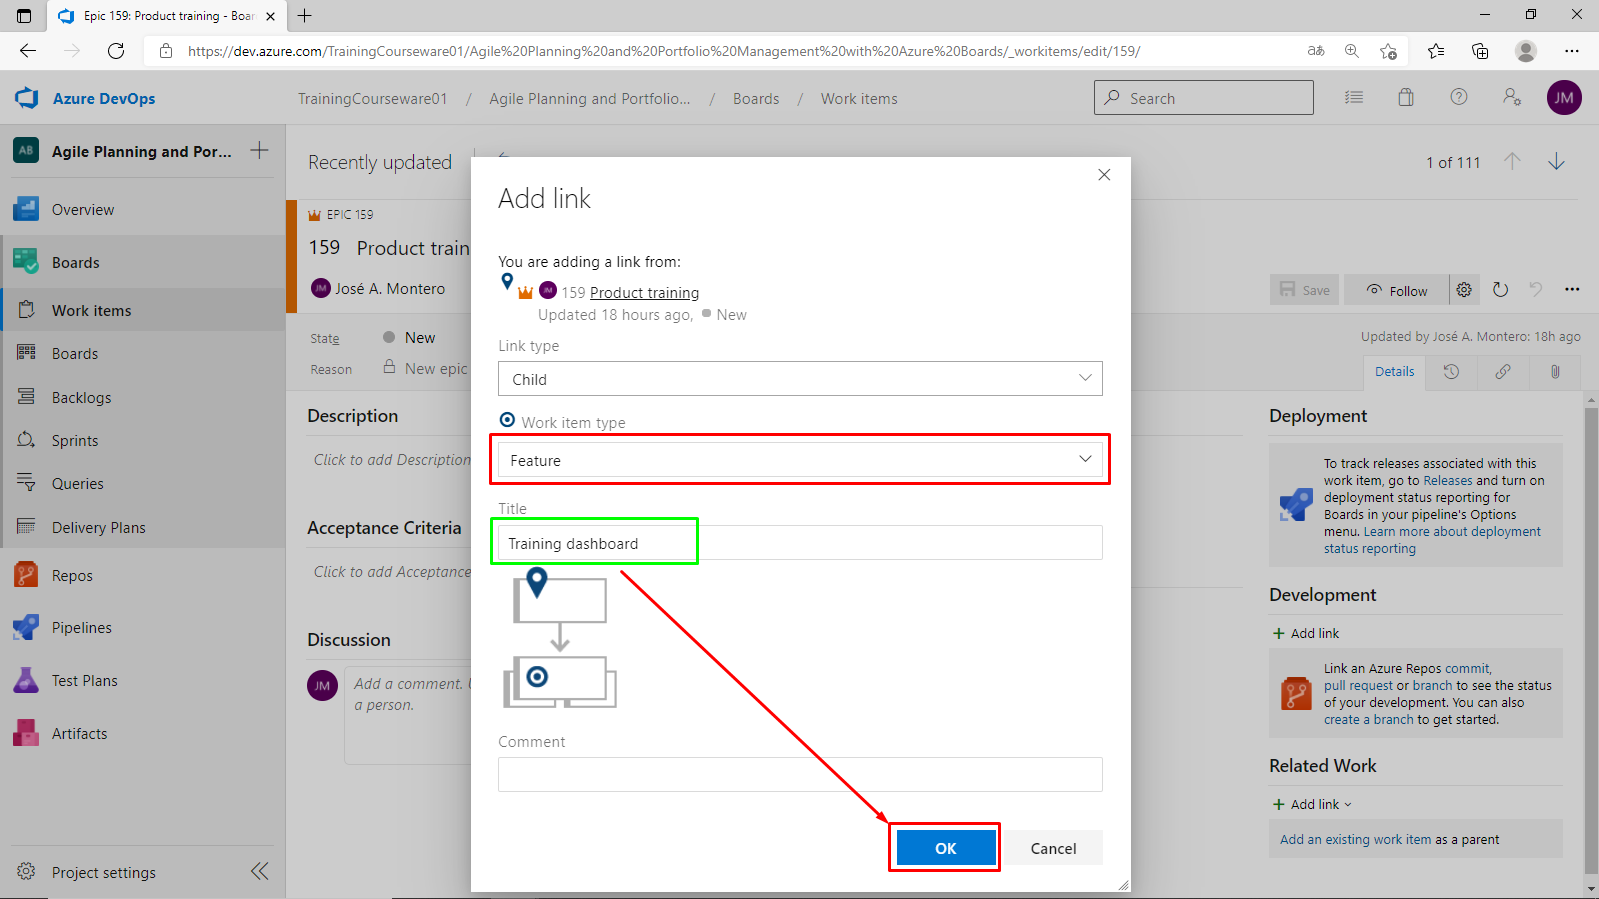 Epic 159: Product training - Boar
https://dev.azure.com/TrainingCourseware01/Agile%20Planning%20and%20Portfolio%20Management%20with%20Azure%20Boards/_workitems/edit/159/
aあ
Azure DevOps
TrainingCourseware01 / Agile Planning and Portfolio... / Boards / Work items
Search
JM
AB Agile Planning and Por...
Overview
Boards
Work items
Boards
Backlogs
Sprints
Queries
Delivery Plans
Repos
Pipelines
Test Plans
Artifacts
Project settings
Recently updated
1 of 111
EPIC 159
159 Product train
JM José A. Montero
Save
Follow
State
New
Updated by José A. Montero: 18h ago
Reason
New epic
Details
Description
Click to add Description
Acceptance Criteria
Click to add Acceptance
Discussion
JM
Add a comment. U
a person.
Add link
You are adding a link from:
JM 159 Product training
Updated 18 hours ago, New
Link type
Child
Work item type
Feature
Title
Training dashboard
Comment
OK
Cancel
Deployment
To track releases associated with this
work item, go to Releases and turn on
deployment status reporting for
Boards in your pipeline's Options
menu. Learn more about deployment
status reporting
Development
+ Add link
Link an Azure Repos commit,
pull request or branch to see the status
of your development. You can also
create a branch to get started.
Related Work
+ Add link
Add an existing work item as a parent